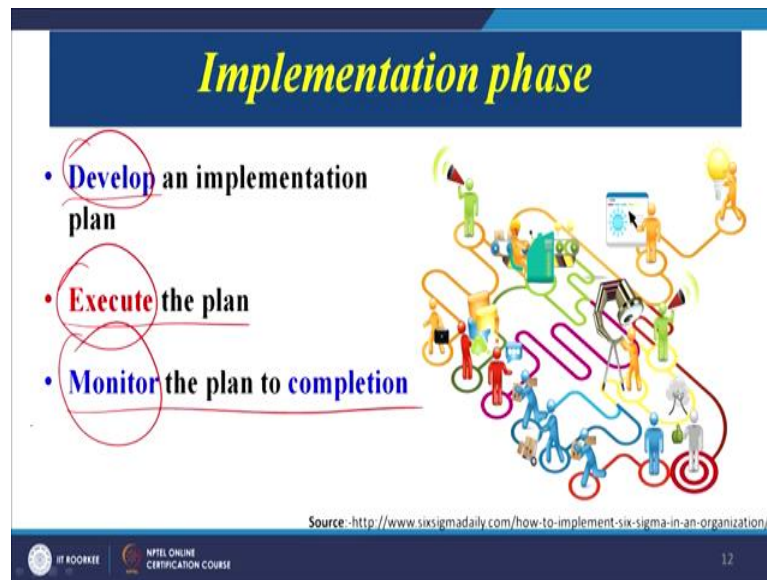 Implementation phase
• Develop an implementation
plan
• Execute the plan
• Monitor the plan to completion
Source:-http://www.sixsigmadaily.com/how-to-implement-six-sigma-in-an-organization/
IIT ROORKEE
NPTEL ONLINE
CERTIFICATION COURSE
12